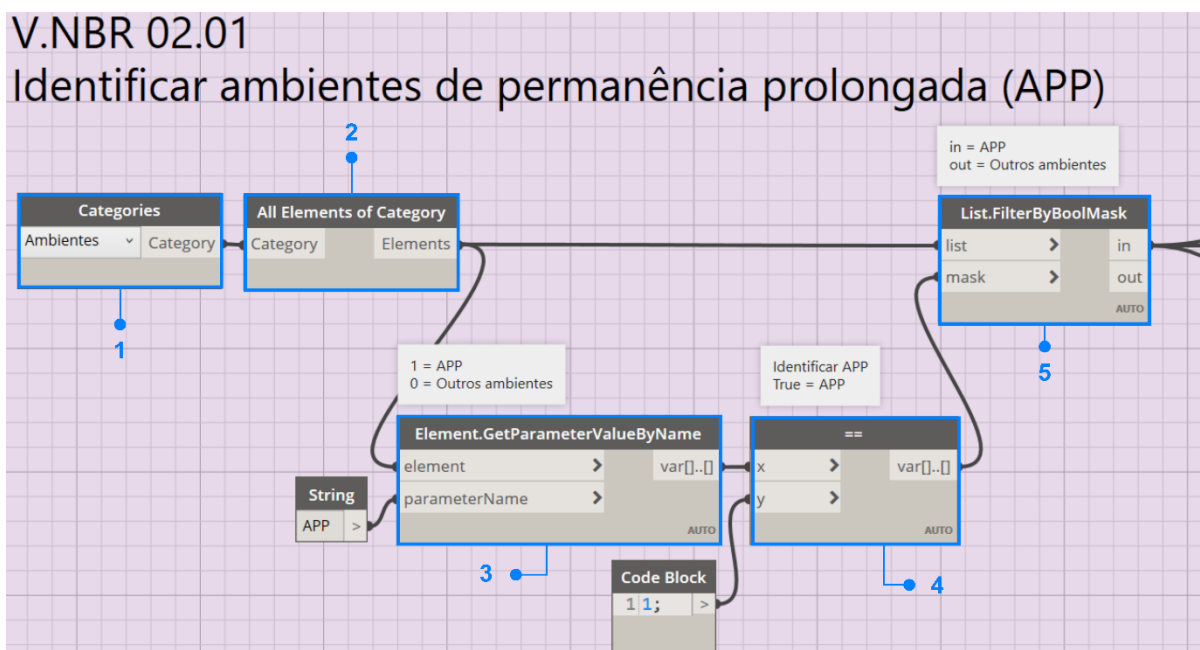 V.NBR 02.01
Identificar ambientes de permanência prolongada (APP)
2
in = APP
out = Outros ambientes
Categories
Ambientes
Category
All Elements of Category
Category
Elements
List.FilterByBoolMask
list
>
in
mask
>
out
AUTO
1
5
1 = APP
0 = Outros ambientes
Identificar APP
True = APP
Element.GetParameterValueByName
element
>
var[]..[]
parameterName
>
AUTO
==
x
>
var[]..[]
y
>
AUTO
String
APP
>
3
4
Code Block
1 1;
>